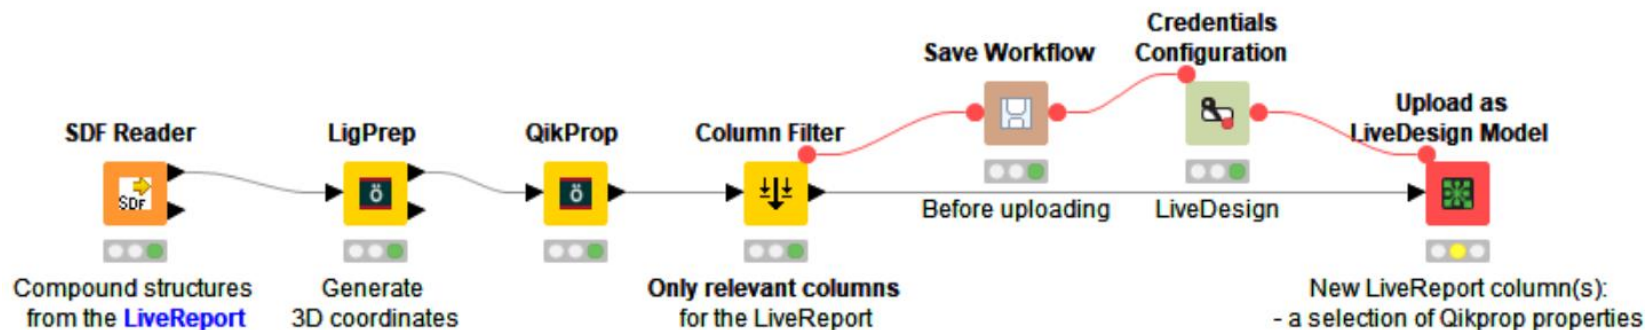 Credentials
Configuration
Save Workflow
Upload as
LiveDesign Model
SDF Reader
LigPrep
QikProp
Column Filter
SDF
ö
ö
Before uploading
LiveDesign
Compound structures
from the LiveReport
Generate
3D coordinates
Only relevant columns
for the LiveReport
New LiveReport column(s):
- a selection of Qikprop properties